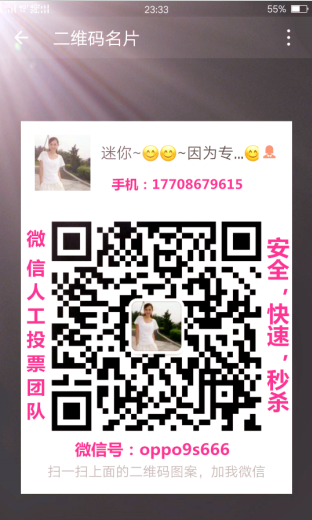 23:33
55%
二维码名片
迷你~😊😊~因为专...😊
手机：17708679615
微信人工投票团队
安全，快速，秒杀
微信号：oppo9s666
扫一扫上面的二维码图案，加我微信